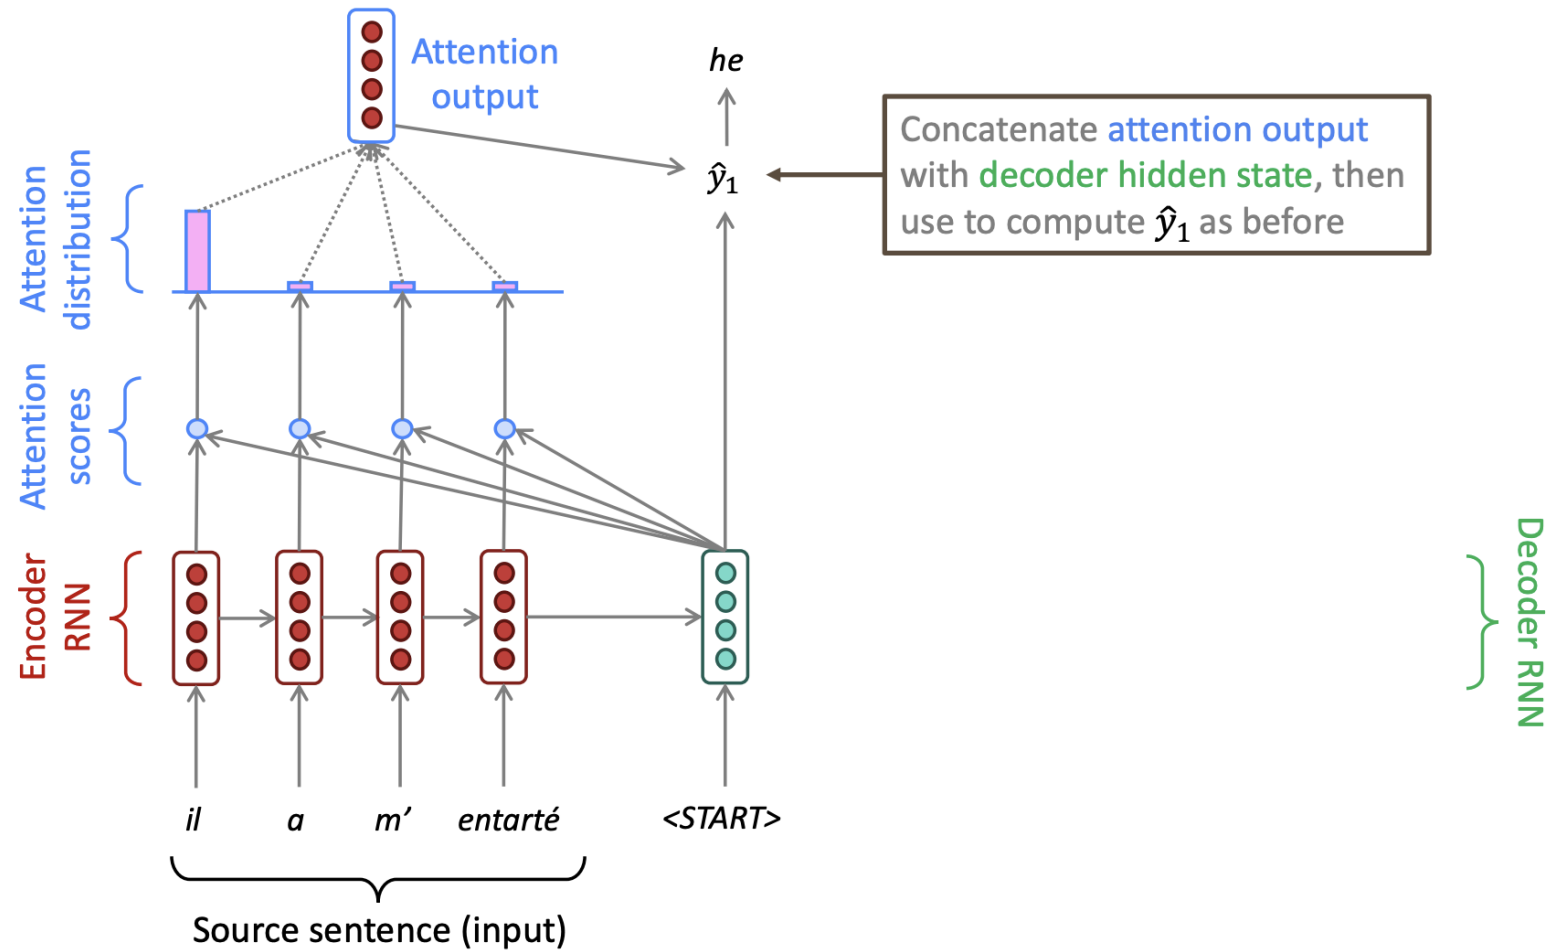 Attention
output
he
Concatenate attention output
with decoder hidden state, then
use to compute ŷ₁ as before
ŷ₁
Attention
distribution
Attention
scores
Encoder
RNN
Decoder RNN
il a m’ entarté <START>
Source sentence (input)